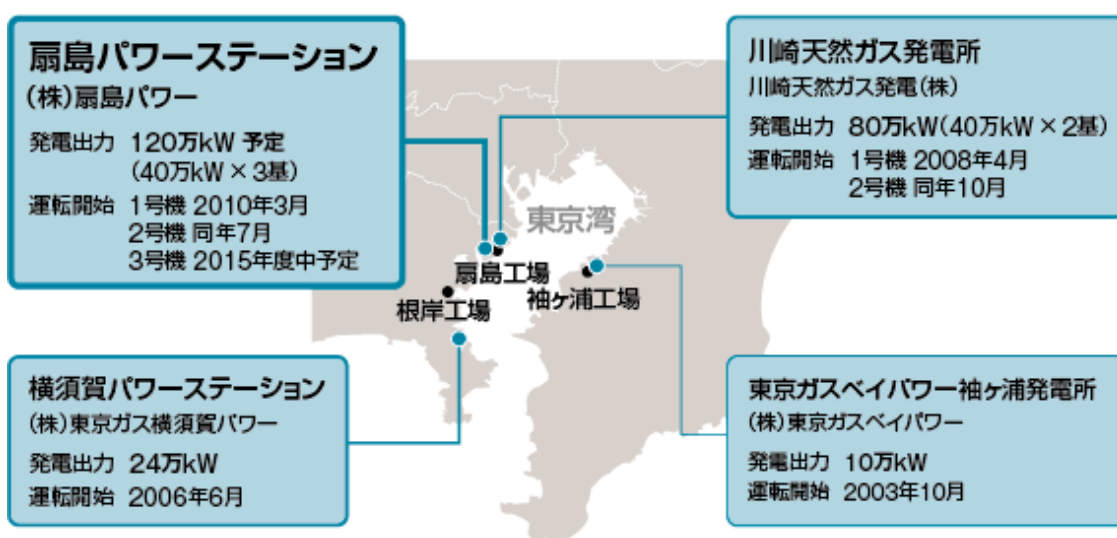 扇島パワーステーション
(株)扇島パワー
発電出力 120万kW 予定
(40万kW × 3基)
運転開始 1号機 2010年3月
2号機 同年7月
3号機 2015年度中予定
川崎天然ガス発電所
川崎天然ガス発電(株)
発電出力 80万kW(40万kW × 2基)
運転開始 1号機 2008年4月
2号機 同年10月
東京湾
扇島工場
袖ヶ浦工場
根岸工場
横須賀パワーステーション
(株)東京ガス横須賀パワー
発電出力 24万kW
運転開始 2006年6月
東京ガスベイパワー袖ヶ浦発電所
(株)東京ガスベイパワー
発電出力 10万kW
運転開始 2003年10月